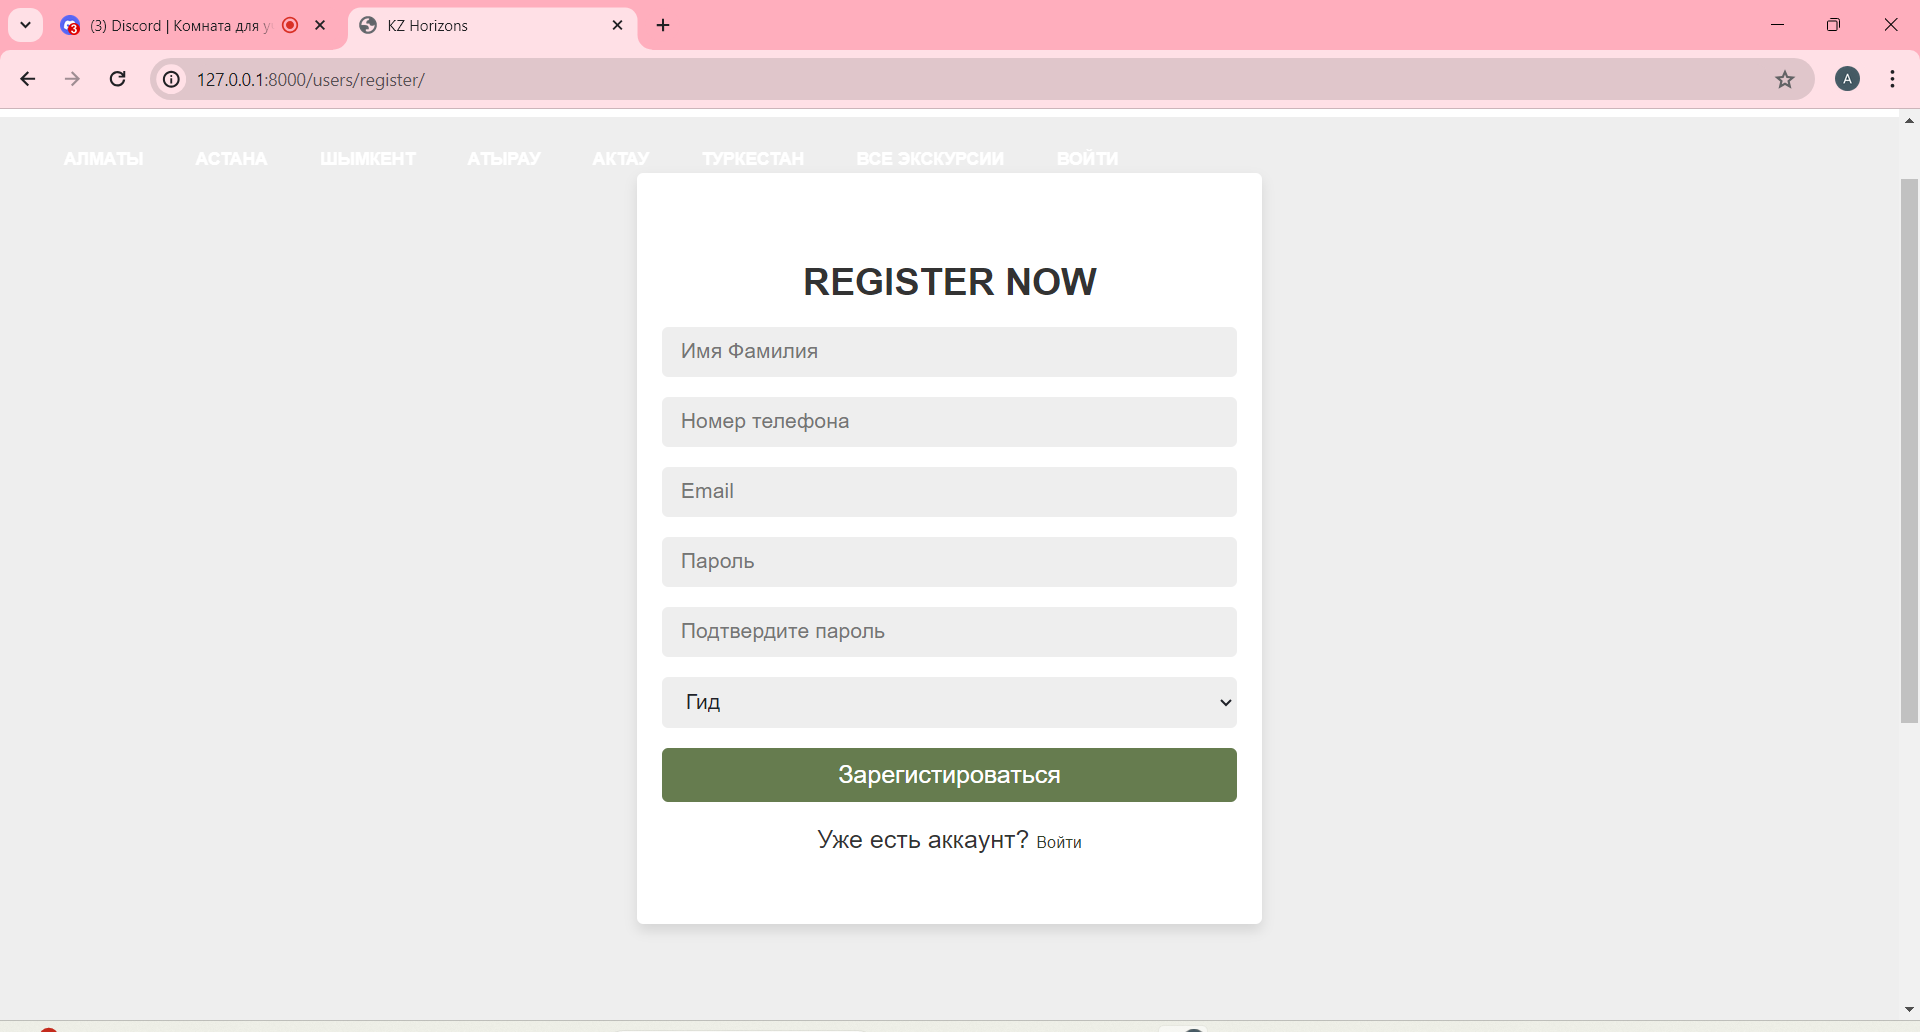 (3) Discord | Комната для у
KZ Horizons
127.0.0.1:8000/users/register/
A
АЛМАТЫ АСТАНА ШЫМКЕНТ АТЫРАУ АКТАУ ТУРКЕСТАН ВСЕ ЭКСКУРСИИ ВОЙТИ
REGISTER NOW
Имя Фамилия
Номер телефона
Email
Пароль
Подтвердите пароль
Гид
Зарегистироваться
Уже есть аккаунт? Войти